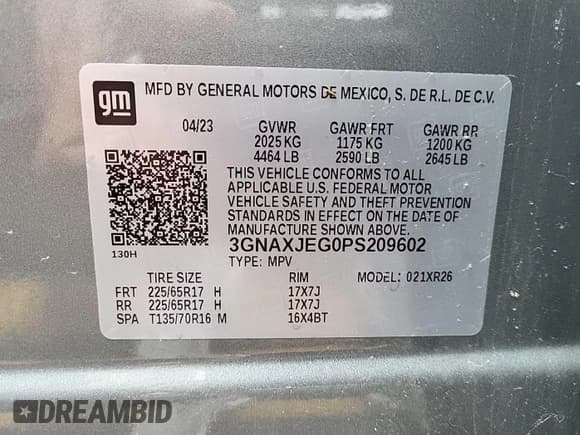 gm
MFD BY GENERAL MOTORS DE MEXICO, S. DE R.L. DE C.V.
04/23 GVWR GAWR FRT GAWR RR
2025 KG 1175 KG 1200 KG
4464 LB 2590 LB 2645 LB
THIS VEHICLE CONFORMS TO ALL
APPLICABLE U.S. FEDERAL MOTOR
VEHICLE SAFETY AND THEFT PREVENTION
STANDARDS IN EFFECT ON THE DATE OF
MANUFACTURE SHOWN ABOVE.
3GNAXJEG0PS209602
130H
TYPE: MPV
TIRE SIZE RIM MODEL: 021XR26
FRT 225/65R17 H 17X7J
RR 225/65R17 H 17X7J
SPA T135/70R16 M 16X4BT
DREAMBID